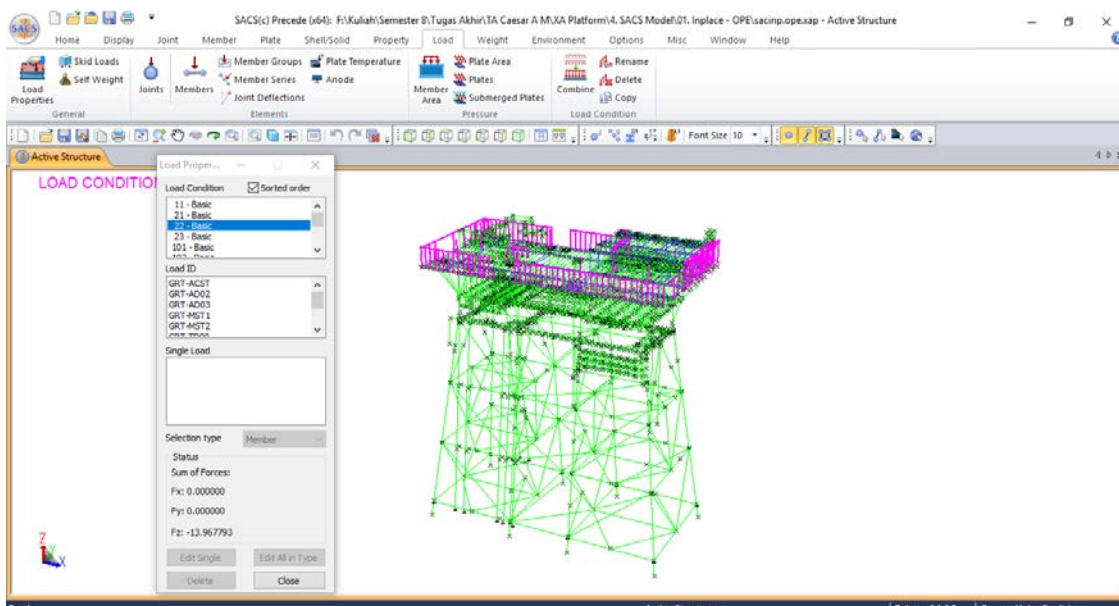 SACS
SACS(c) Precede (x64): F:\Kuliah\Semester 8\Tugas Akhir\TA Caesar A M\XA Platform\4. SACS Model\01. Inplace - OPE\sacinp.ope.xap - Active Structure
Home Display Joint Member Plate Shell/Solid Property Load Weight Environment Options Misc Window Help
Load Properties
Skid Loads
Self Weight
General
Joints
Members
Member Groups
Member Series
Joint Deflections
Plate Temperature
Anode
Elements
Member Area
Plate Area
Plates
Submerged Plates
Pressure
Combine
Rename
Delete
Copy
Load Condition
Font Size 10
Active Structure
LOAD CONDITION
Load Proper...
Load Condition Sorted order
11 - Basic
21 - Basic
22 - Basic
23 - Basic
101 - Basic
Load ID
GRT-ACST
GRT-AD02
GRT-AD03
GRT-MST1
GRT-MST2
Single Load
Selection type Member
Status
Sum of Forces:
Fx: 0.000000
Fy: 0.000000
Fz: -13.967793
Edit Single Edit All in Type
Delete Close
Z
Y
X